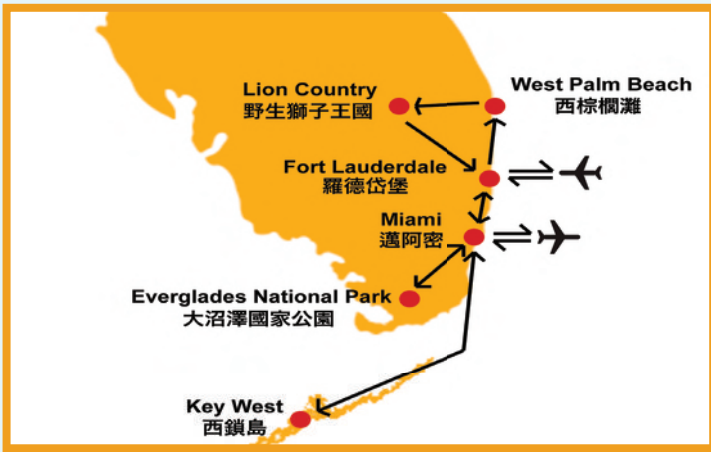 Lion Country
野生獅子王國
West Palm Beach
西棕櫚灘
Fort Lauderdale
羅德岱堡
Miami
邁阿密
Everglades National Park
大沼澤國家公園
Key West
西鎖島